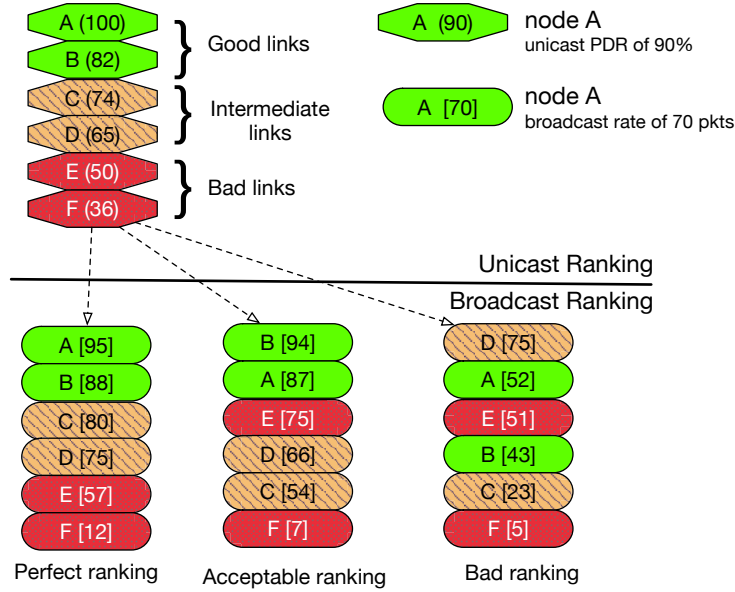 A (100)
B (82)
C (74)
D (65)
E (50)
F (36)
Good links
Intermediate
links
Bad links
A (90)
node A
unicast PDR of 90%
A [70]
node A
broadcast rate of 70 pkts
Unicast Ranking
Broadcast Ranking
A [95]
B [88]
C [80]
D [75]
E [57]
F [12]
Perfect ranking
B [94]
A [87]
E [75]
D [66]
C [54]
F [7]
Acceptable ranking
D [75]
A [52]
E [51]
B [43]
C [23]
F [5]
Bad ranking